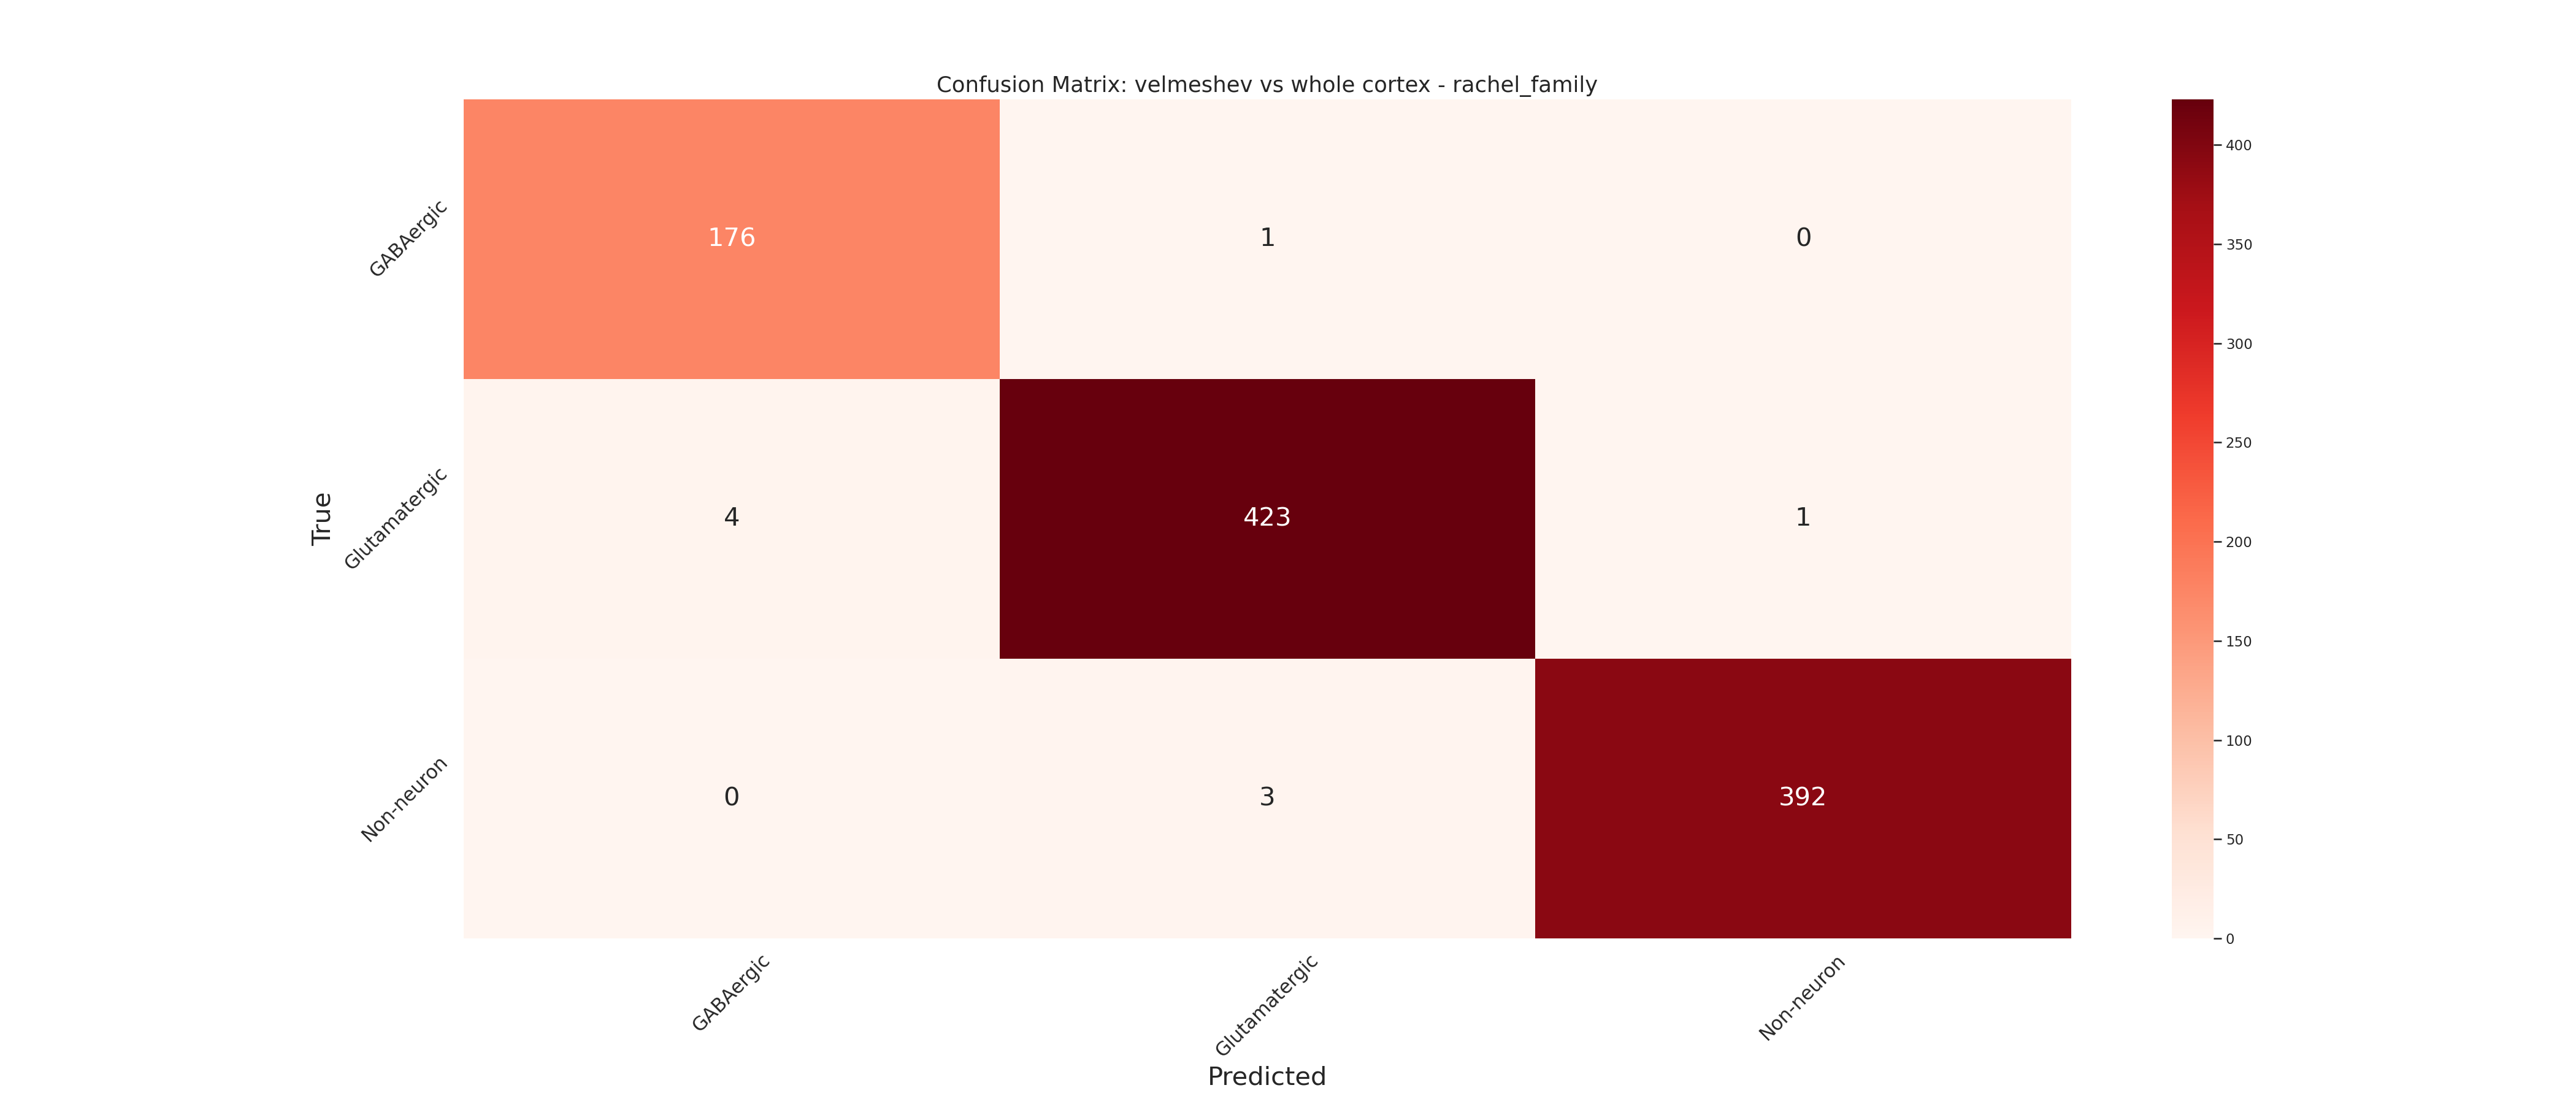 Confusion Matrix: velmeshev vs whole cortex - rachel_family
True
GABAergic
176
1
0
Glutamatergic
4
423
1
Non-neuron
0
3
392
GABAergic
Glutamatergic
Non-neuron
Predicted
400
350
300
250
200
150
100
50
0